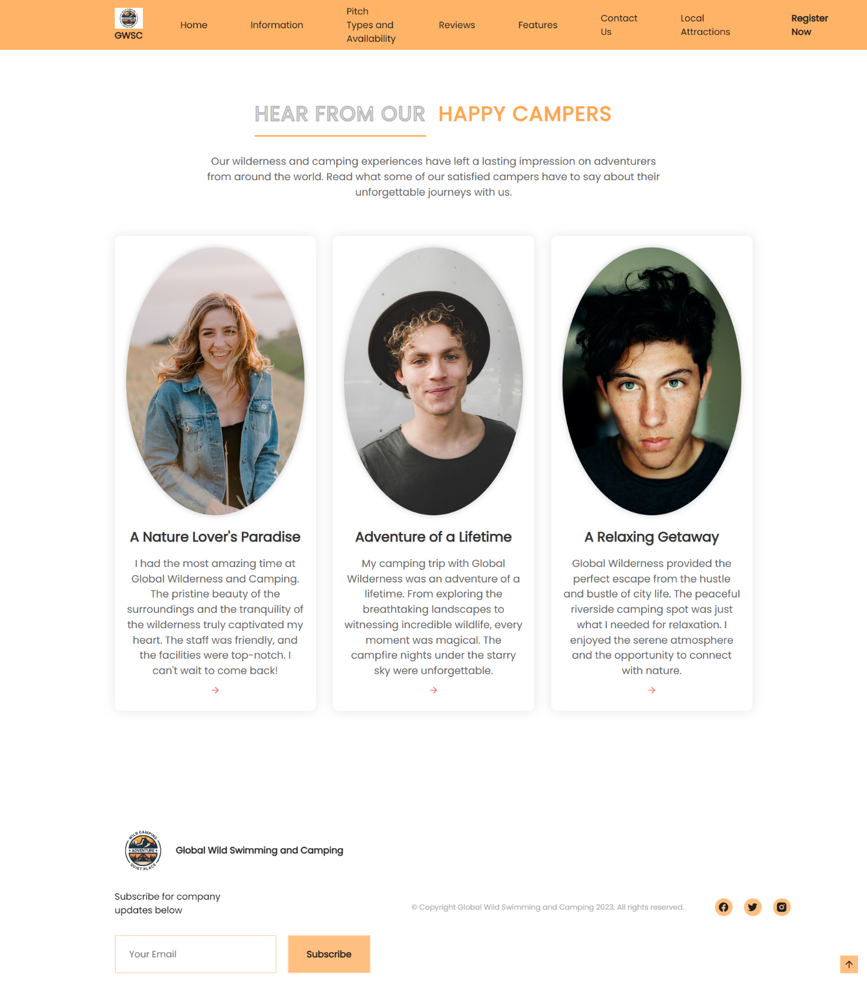 GWSC
Home
Information
Pitch
Types and
Availability
Reviews
Features
Contact
Us
Local
Attractions
Register
Now
HEAR FROM OUR HAPPY CAMPERS
Our wilderness and camping experiences have left a lasting impression on adventurers
from around the world. Read what some of our satisfied campers have to say about their
unforgettable journeys with us.
A Nature Lover's Paradise
I had the most amazing time at
Global Wilderness and Camping.
The pristine beauty of the
surroundings and the tranquility of
the wilderness truly captivated my
heart. The staff was friendly, and
the facilities were top-notch. I
can't wait to come back!
Adventure of a Lifetime
My camping trip with Global
Wilderness was an adventure of a
lifetime. From exploring the
breathtaking landscapes to
witnessing incredible wildlife, every
moment was magical. The
campfire nights under the starry
sky were unforgettable.
A Relaxing Getaway
Global Wilderness provided the
perfect escape from the hustle
and bustle of city life. The peaceful
riverside camping spot was just
what I needed for relaxation. I
enjoyed the serene atmosphere
and the opportunity to connect
with nature.
WILD CAMPING
ADVENTURE
QUIET PLACE
Global Wild Swimming and Camping
Subscribe for company
updates below
Your Email
Subscribe
© Copyright Global Wild Swimming and Camping 2023. All rights reserved.